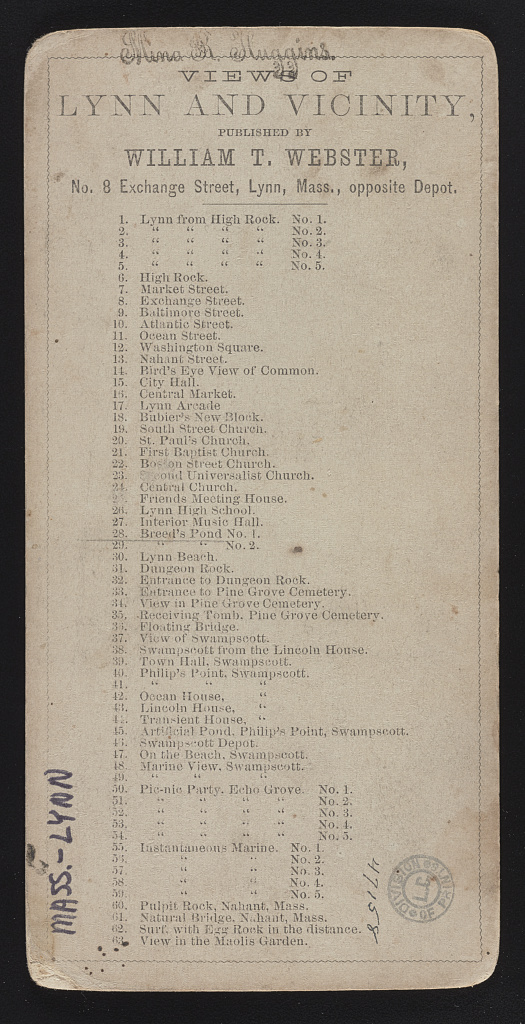 Mina R. Huggins.
VIEWS OF
LYNN AND VICINITY,
PUBLISHED BY
WILLIAM T. WEBSTER,
No. 8 Exchange Street, Lynn, Mass., opposite Depot.
1. Lynn from High Rock. No. 1.
2. “ “ “ “ No. 2.
3. “ “ “ “ No. 3.
4. “ “ “ “ No. 4.
5. “ “ “ “ No. 5.
6. High Rock.
7. Market Street.
8. Exchange Street.
9. Baltimore Street.
10. Atlantic Street.
11. Ocean Street.
12. Washington Square.
13. Nahant Street.
14. Bird's Eye View of Common.
15. City Hall.
16. Central Market.
17. Lynn Arcade
18. Bubier's New Block.
19. South Street Church.
20. St. Paul's Church.
21. First Baptist Church.
22. Boston Street Church.
23. Second Universalist Church.
24. Central Church.
25. Friends Meeting House.
26. Lynn High School.
27. Interior Music Hall.
28. Breed's Pond No. 1.
29. “ “ No. 2.
30. Lynn Beach.
31. Dungeon Rock.
32. Entrance to Dungeon Rock.
33. Entrance to Pine Grove Cemetery.
34. View in Pine Grove Cemetery.
35. Receiving Tomb, Pine Grove Cemetery.
36. Floating Bridge.
37. View of Swampscott.
38. Swampscott from the Lincoln House.
39. Town Hall, Swampscott.
40. Philip's Point, Swampscott.
41. “ “ “
42. Ocean House, “
43. Lincoln House, “
44. Transient House, “
45. Artificial Pond, Philip's Point, Swampscott.
46. Swampscott Depot.
47. On the Beach, Swampscott.
48. Marine View, Swampscott.
49. “ “ “
50. Pic-nic Party, Echo Grove. No. 1.
51. “ “ “ “ No. 2.
52. “ “ “ “ No. 3.
53. “ “ “ “ No. 4.
54. “ “ “ “ No. 5.
55. Instantaneous Marine. No. 1
56. “ “ No. 2.
57. “ “ No. 3.
58 “ “ No. 4.
59 “ “ No. 5.
60. Pulpit Rock, Nahant, Mass.
61. Natural Bridge, Nahant, Mass.
62. Surf, with Egg Rock in the distance.
63. View in the Maolis Garden.
MASS.-LYNN
47158
DIVISION OF PRINTS
L.C.